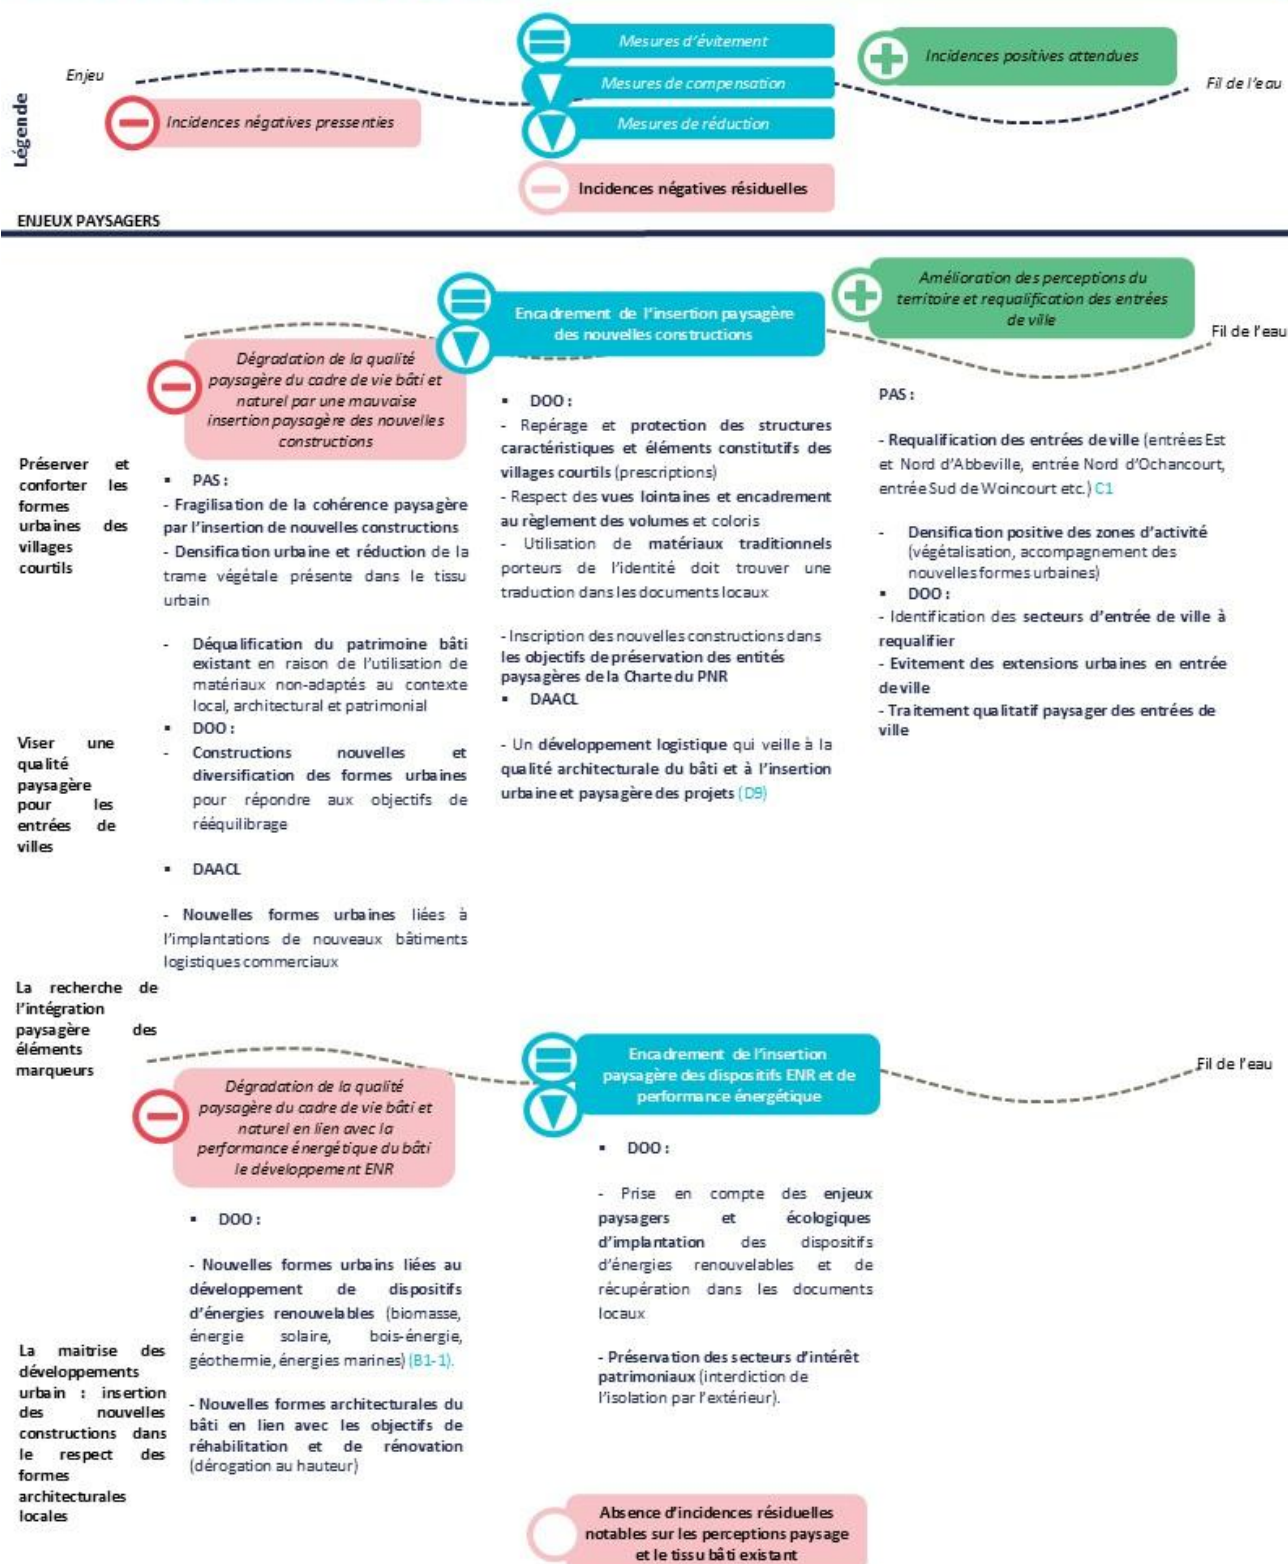 Légende
Enjeu
Incidences négatives pressenties
Mesures d'évitement
Mesures de compensation
Mesures de réduction
Incidences négatives résiduelles
Incidences positives attendues
Fil de l'eau
ENJEUX PAYSAGERS
Préserver et
conforter les
formes
urbaines des
villages
courtils
Viser une
qualité
paysagère
pour les
entrées de
villes
La recherche de
l'intégration
paysagère des
éléments
marqueurs
La maitrise des
développements
urbain : insertion
des nouvelles
constructions dans
le respect des
formes
architecturales
locales
Dégradation de la qualité
paysagère du cadre de vie bâti et
naturel par une mauvaise
insertion paysagère des nouvelles
constructions
▪ PAS :
- Fragilisation de la cohérence paysagère
par l'insertion de nouvelles constructions
- Densification urbaine et réduction de la
trame végétale présente dans le tissu
urbain
- Déqualification du patrimoine bâti
existant en raison de l'utilisation de
matériaux non-adaptés au contexte
local, architectural et patrimonial
▪ DOO :
- Constructions nouvelles et
diversification des formes urbaines
pour répondre aux objectifs de
rééquilibrage
▪ DAACL
- Nouvelles formes urbaines liées à
l'implantations de nouveaux bâtiments
logistiques commerciaux
Encadrement de l'insertion paysagère
des nouvelles constructions
▪ DOO :
- Repérage et protection des structures
caractéristiques et éléments constitutifs des
villages courtils (prescriptions)
- Respect des vues lointaines et encadrement
au règlement des volumes et coloris
- Utilisation de matériaux traditionnels
porteurs de l'identité doit trouver une
traduction dans les documents locaux
- Inscription des nouvelles constructions dans
les objectifs de préservation des entités
paysagères de la Charte du PNR
▪ DAACL
- Un développement logistique qui veille à la
qualité architecturale du bâti et à l'insertion
urbaine et paysagère des projets (D9)
Amélioration des perceptions du
territoire et requalification des entrées
de ville
Fil de l'eau
PAS :
- Requalification des entrées de ville (entrées Est
et Nord d'Abbeville, entrée Nord d'Ochancourt,
entrée Sud de Woincourt etc.) C1
- Densification positive des zones d'activité
(végétalisation, accompagnement des
nouvelles formes urbaines)
▪ DOO :
- Identification des secteurs d'entrée de ville à
requalifier
- Evitement des extensions urbaines en entrée
de ville
- Traitement qualitatif paysager des entrées de
ville
Dégradation de la qualité
paysagère du cadre de vie bâti et
naturel en lien avec la
performance énergétique du bâti
le développement ENR
▪ DOO :
- Nouvelles formes urbains liées au
développement de dispositifs
d'énergies renouvelables (biomasse,
énergie solaire, bois-énergie,
géothermie, énergies marines) (B1-1).
- Nouvelles formes architecturales du
bâti en lien avec les objectifs de
réhabilitation et de rénovation
(dérogation au hauteur)
Encadrement de l'insertion
paysagère des dispositifs ENR et de
performance énergétique
Fil de l'eau
▪ DOO :
- Prise en compte des enjeux
paysagers et écologiques
d'implantation des dispositifs
d'énergies renouvelables et de
récupération dans les documents
locaux
- Préservation des secteurs d'intérêt
patrimoniaux (interdiction de
l'isolation par l'extérieur).
Absence d'incidences résiduelles
notables sur les perceptions paysage
et le tissu bâti existant